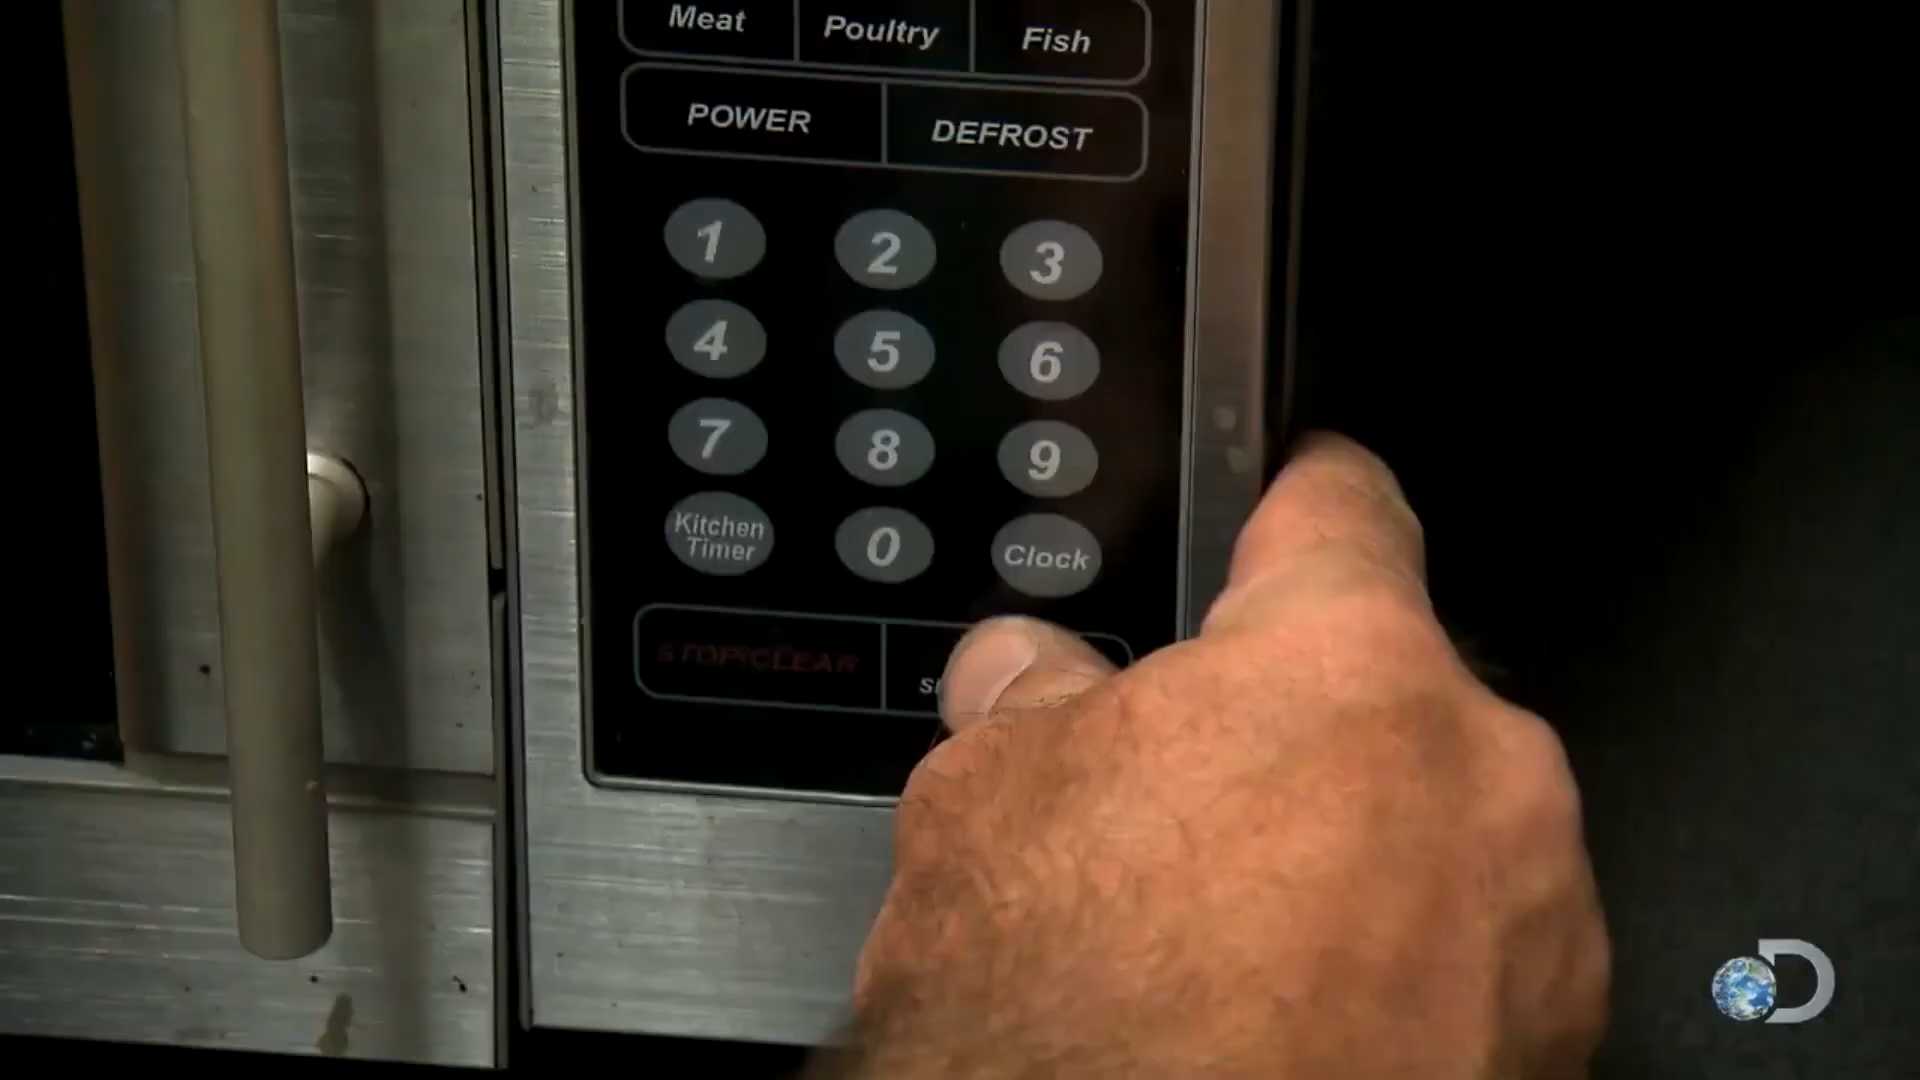 Meat Poultry Fish
POWER DEFROST
1 2 3
4 5 6
7 8 9
Kitchen
Timer
0 Clock
STOP/CLEAR
D